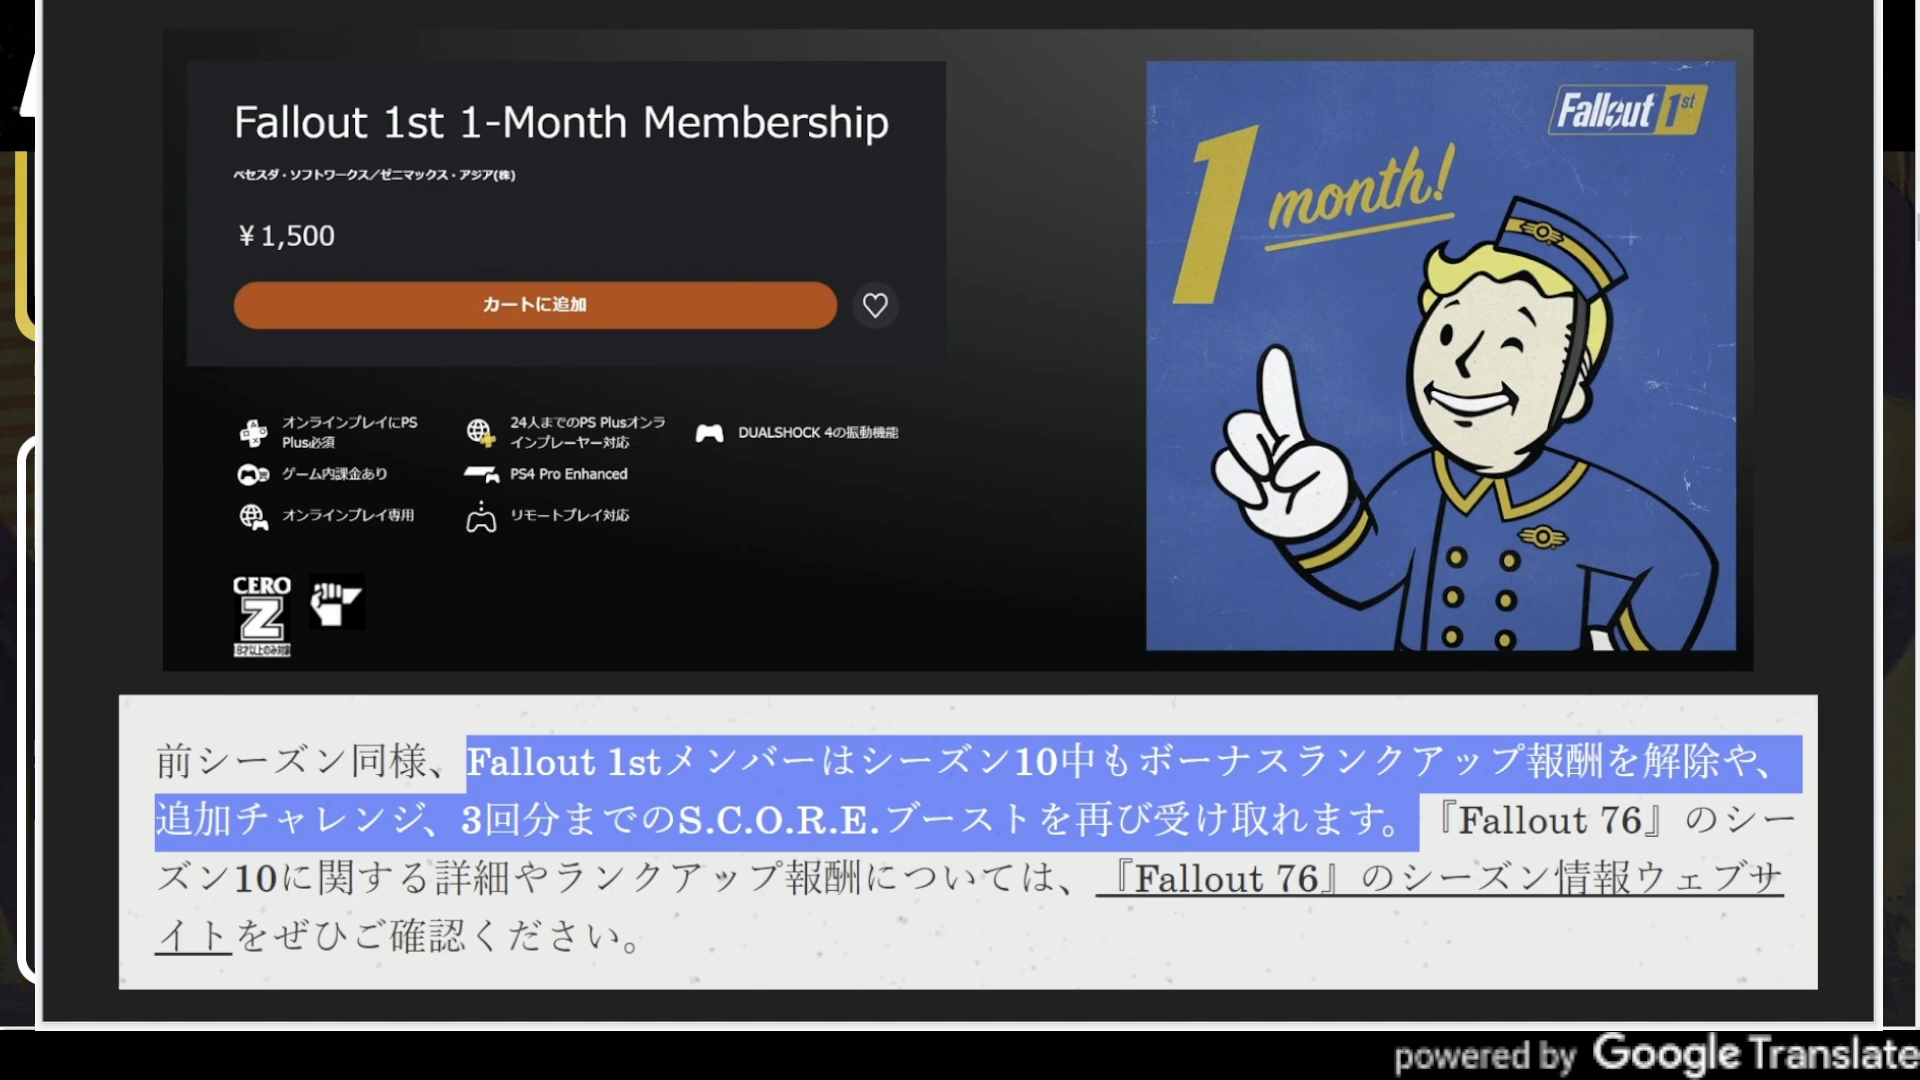 Fallout 1st 1-Month Membership
ベセスダ・ソフトワークス/ゼニマックス・アジア(株)
¥1,500
カートに追加
オンラインプレイにPS
Plus必須
24人までのPS Plusオンラ
インプレーヤー対応
DUALSHOCK 4の振動機能
ゲーム内課金あり
PS4 Pro Enhanced
オンラインプレイ専用
リモートプレイ対応
CERO
Z
18才以上のみ対象
Fallout 1st
1 month!
前シーズン同様、Fallout 1stメンバーはシーズン10中もボーナスランクアップ報酬を解除や、
追加チャレンジ、3回分までのS.C.O.R.E.ブーストを再び受け取れます。『Fallout 76』のシー
ズン10に関する詳細やランクアップ報酬については、『Fallout 76』のシーズン情報ウェブサ
イトをぜひご確認ください。
powered by Google Translate